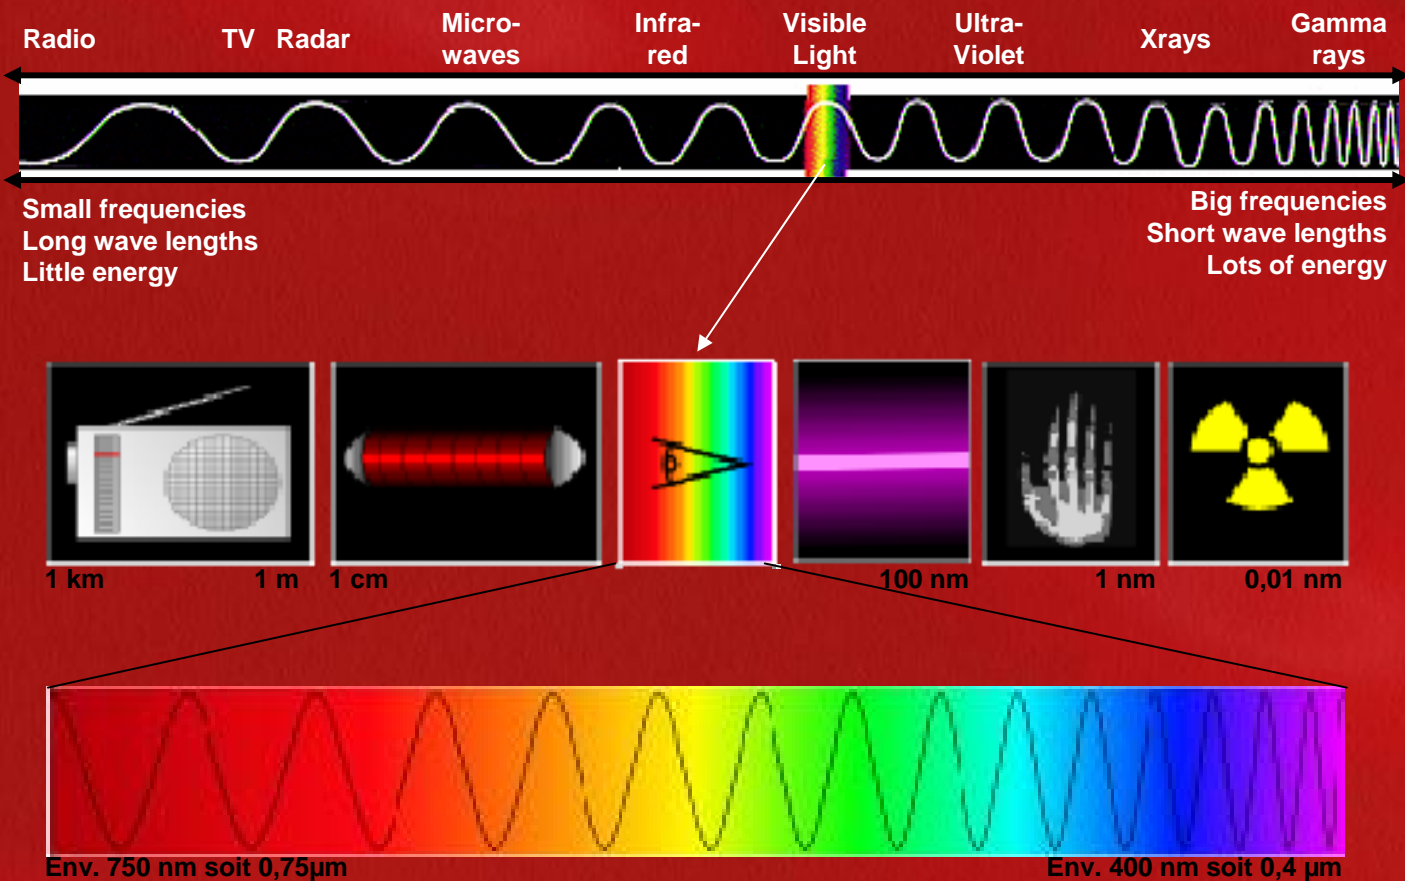 Radio TV Radar Micro-
waves Infra-
red Visible
Light Ultra-
Violet Xrays Gamma
rays
Small frequencies
Long wave lengths
Little energy
Big frequencies
Short wave lengths
Lots of energy
1 km 1 m 1 cm 100 nm 1 nm 0,01 nm
Env. 750 nm soit 0,75µm Env. 400 nm soit 0,4 µm